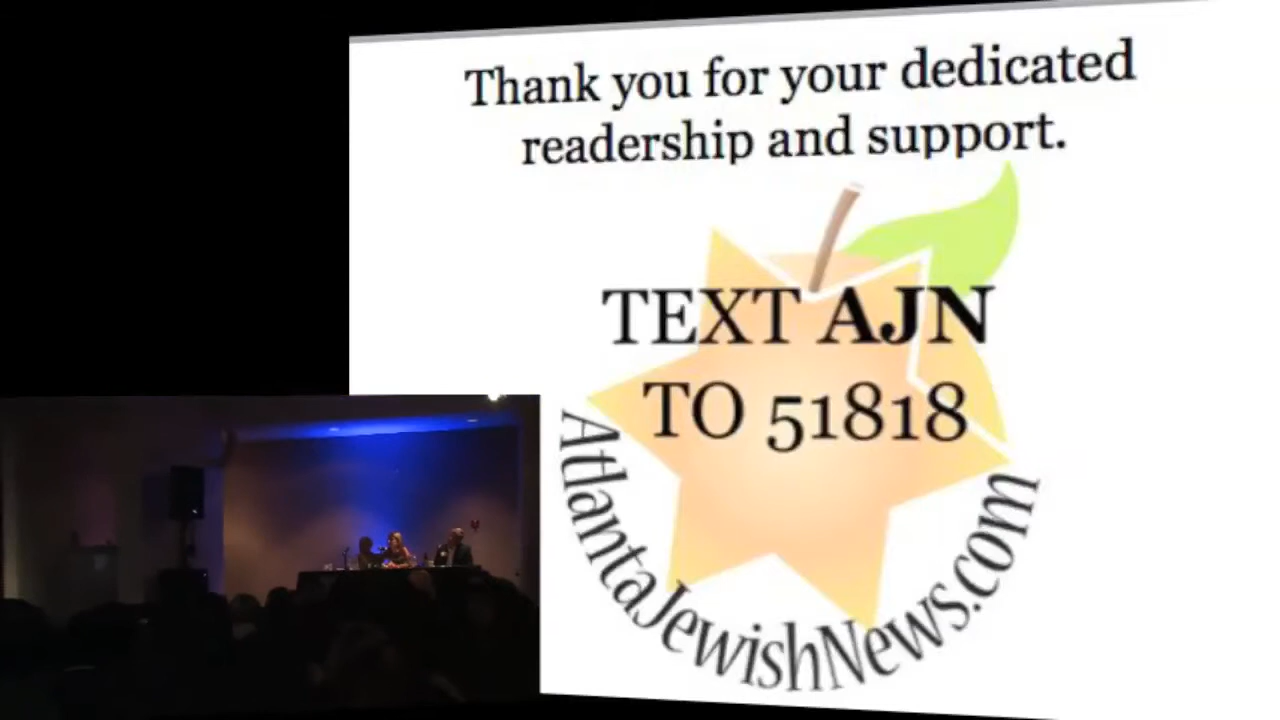 Thank you for your dedicated
readership and support.
TEXT AJN
TO 51818
AtlantaJewishNews.com